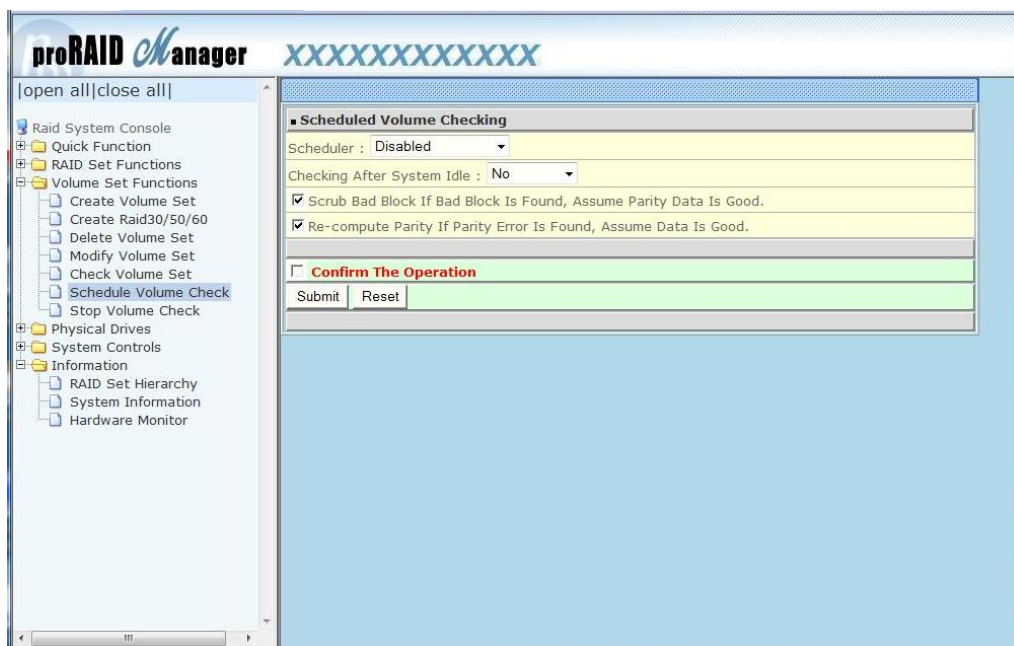 proRAID Manager
XXXXXXXXXXXX
|open all|close all|
Raid System Console
Quick Function
RAID Set Functions
Volume Set Functions
Create Volume Set
Create Raid30/50/60
Delete Volume Set
Modify Volume Set
Check Volume Set
Schedule Volume Check
Stop Volume Check
Physical Drives
System Controls
Information
RAID Set Hierarchy
System Information
Hardware Monitor
Scheduled Volume Checking
Scheduler : Disabled
Checking After System Idle : No
Scrub Bad Block If Bad Block Is Found, Assume Parity Data Is Good.
Re-compute Parity If Parity Error Is Found, Assume Data Is Good.
Confirm The Operation
Submit Reset